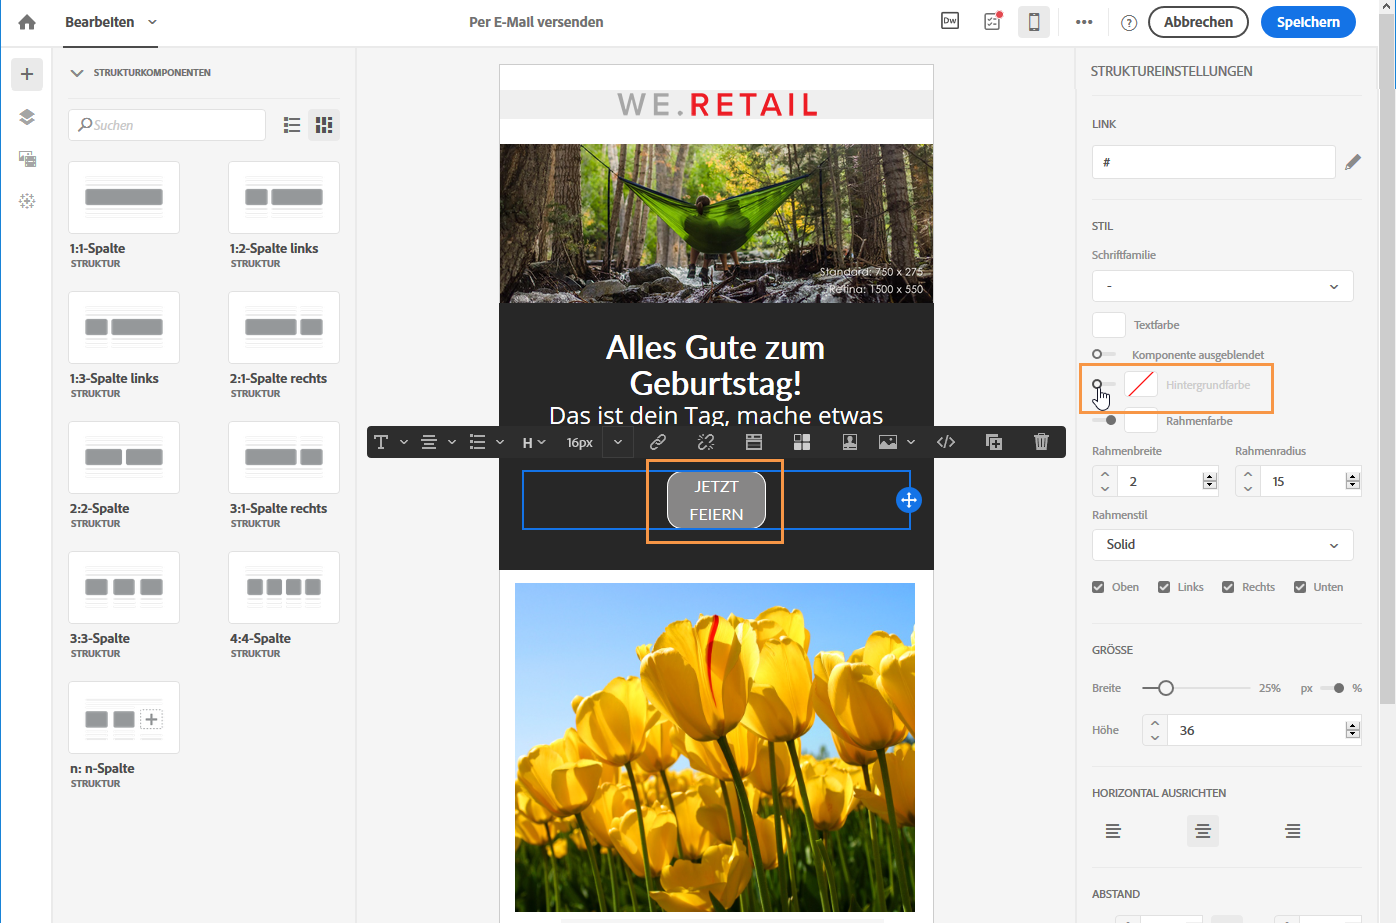 Bearbeiten
Per E-Mail versenden
Dw
Abbrechen
Speichern
STRUKTURKOMPONENTEN
Suchen
1:1-Spalte
STRUKTUR
1:2-Spalte links
STRUKTUR
1:3-Spalte links
STRUKTUR
2:1-Spalte rechts
STRUKTUR
2:2-Spalte
STRUKTUR
3:1-Spalte rechts
STRUKTUR
3:3-Spalte
STRUKTUR
4:4-Spalte
STRUKTUR
n: n-Spalte
STRUKTUR
WE.RETAIL
Standard: 750 x 275
Retina: 1500 x 550
Alles Gute zum
Geburtstag!
Das ist dein Tag, mache etwas
T
H
16px
JETZT
FEIERN
STRUKTUREINSTELLUNGEN
LINK
#
STIL
Schriftfamilie
-
Textfarbe
Komponente ausgeblendet
Hintergrundfarbe
Rahmenfarbe
Rahmenbreite
Rahmenradius
2
15
Rahmenstil
Solid
Oben
Links
Rechts
Unten
GRÖSSE
Breite
25%
px
%
Höhe
36
HORIZONTAL AUSRICHTEN
ABSTAND